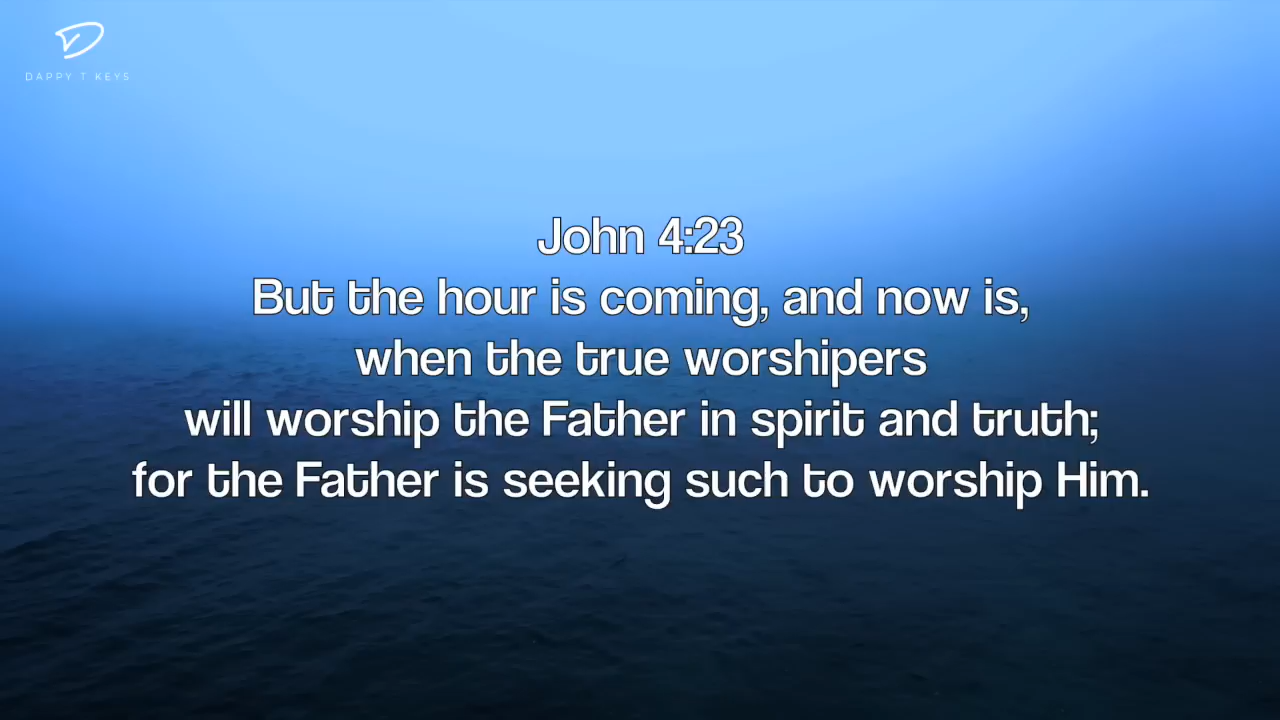 DAPPY T KEYS
John 4:23
But the hour is coming, and now is,
when the true worshipers
will worship the Father in spirit and truth;
for the Father is seeking such to worship Him.